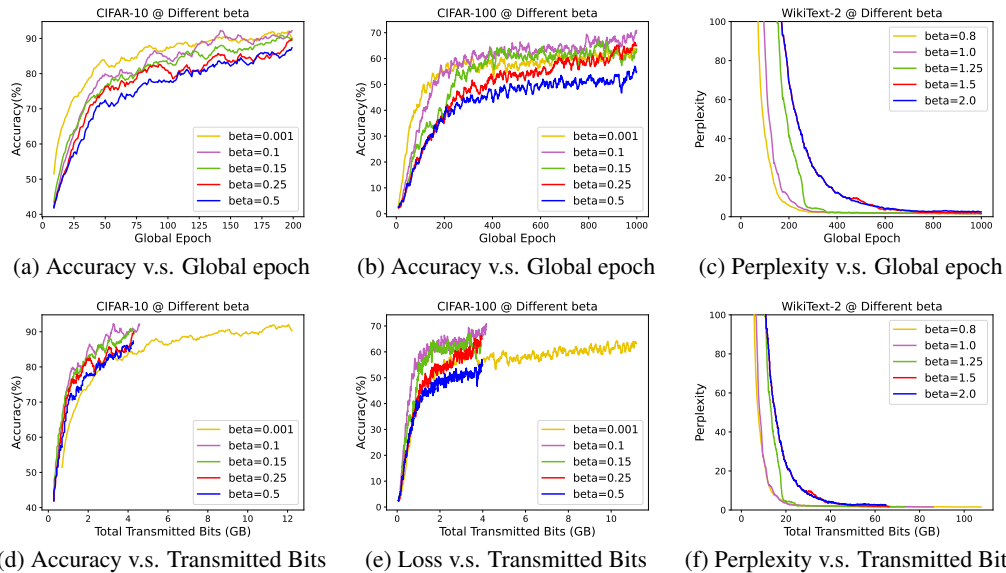 CIFAR-10 @ Different beta
Accuracy(%)
90
80
70
60
50
40
0 25 50 75 100 125 150 175 200
Global Epoch
beta=0.001
beta=0.1
beta=0.15
beta=0.25
beta=0.5
(a) Accuracy v.s. Global epoch
CIFAR-100 @ Different beta
Accuracy(%)
70
60
50
40
30
20
10
0
0 200 400 600 800 1000
Global Epoch
beta=0.001
beta=0.1
beta=0.15
beta=0.25
beta=0.5
(b) Accuracy v.s. Global epoch
WikiText-2 @ Different beta
Perplexity
100
80
60
40
20
0
0 200 400 600 800 1000
Global Epoch
beta=0.8
beta=1.0
beta=1.25
beta=1.5
beta=2.0
(c) Perplexity v.s. Global epoch
CIFAR-10 @ Different beta
Accuracy(%)
90
80
70
60
50
40
0 2 4 6 8 10 12
Total Transmitted Bits (GB)
beta=0.001
beta=0.1
beta=0.15
beta=0.25
beta=0.5
d) Accuracy v.s. Transmitted Bits
CIFAR-100 @ Different beta
Accuracy(%)
70
60
50
40
30
20
10
0
0 2 4 6 8 10
Total Transmitted Bits (GB)
beta=0.001
beta=0.1
beta=0.15
beta=0.25
beta=0.5
(e) Loss v.s. Transmitted Bits
WikiText-2 @ Different beta
Perplexity
100
80
60
40
20
0
0 20 40 60 80 100
Total Transmitted Bits (GB)
beta=0.8
beta=1.0
beta=1.25
beta=1.5
beta=2.0
(f) Perplexity v.s. Transmitted Bit